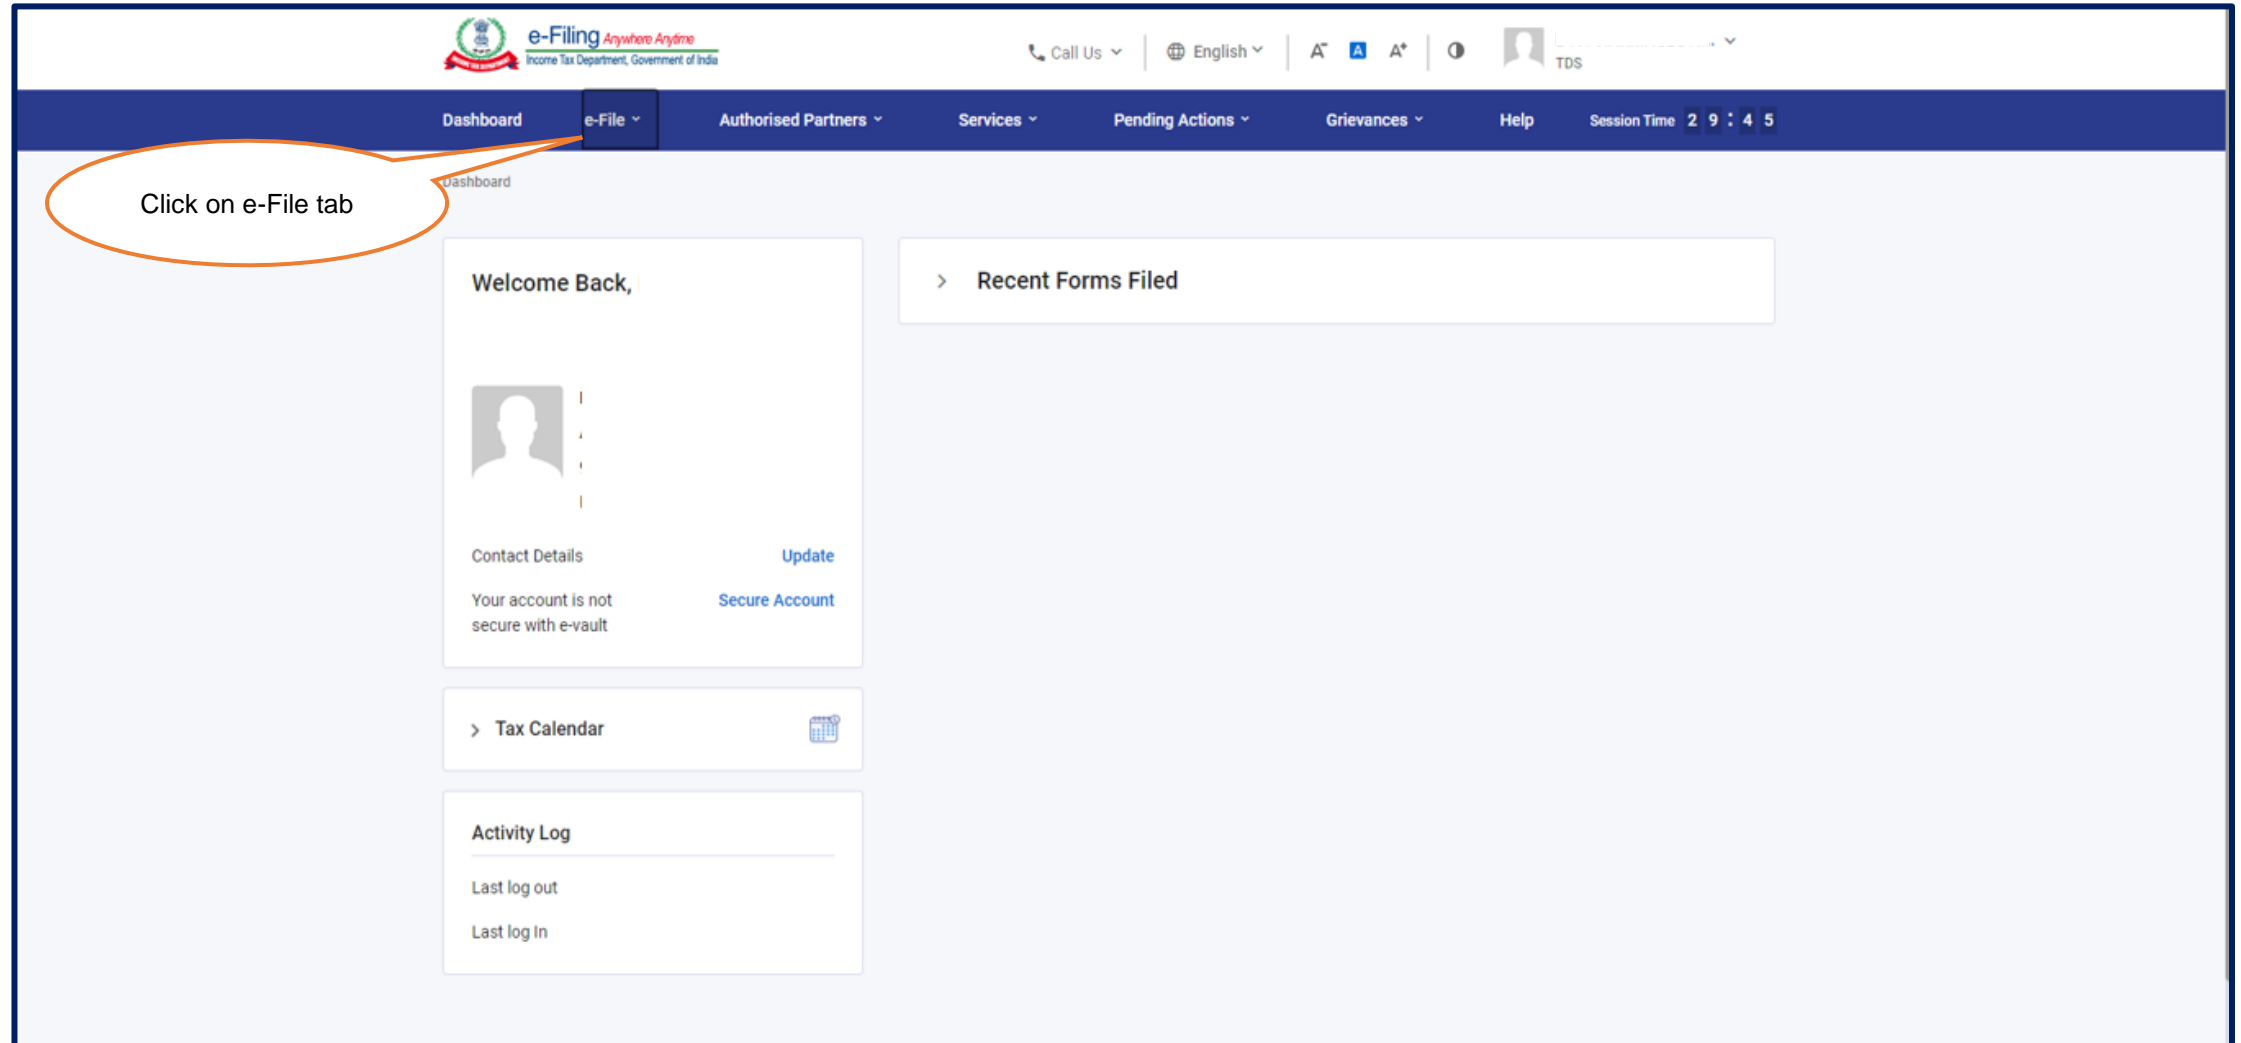 e-Filing Anywhere Anytime
Income Tax Department, Government of India
Call Us
English
A- A A+
TDS
Dashboard e-File Authorised Partners Services Pending Actions Grievances Help Session Time 2 9 : 4 5
Click on e-File tab
Dashboard
Welcome Back,
Recent Forms Filed
Contact Details Update
Your account is not Secure Account
secure with e-vault
Tax Calendar
Activity Log
Last log out
Last log In